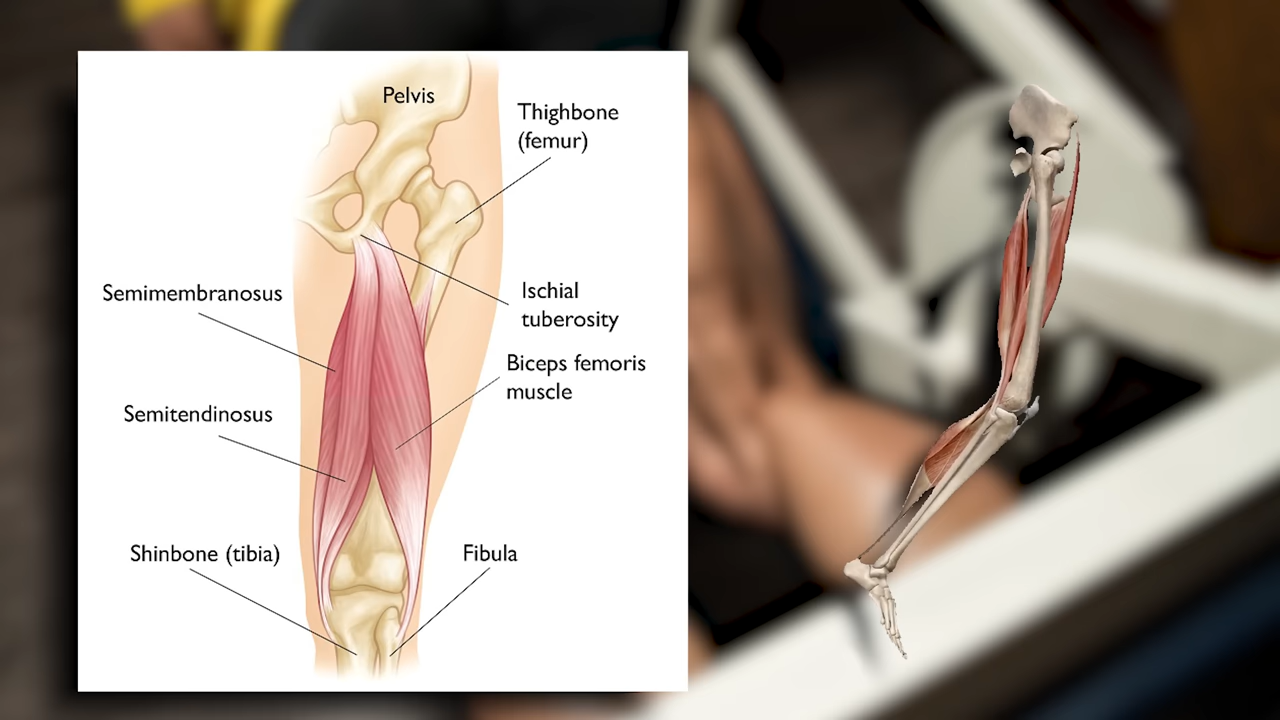 Pelvis
Thighbone
(femur)
Semimembranosus
Ischial
tuberosity
Biceps femoris
muscle
Semitendinosus
Shinbone (tibia)
Fibula